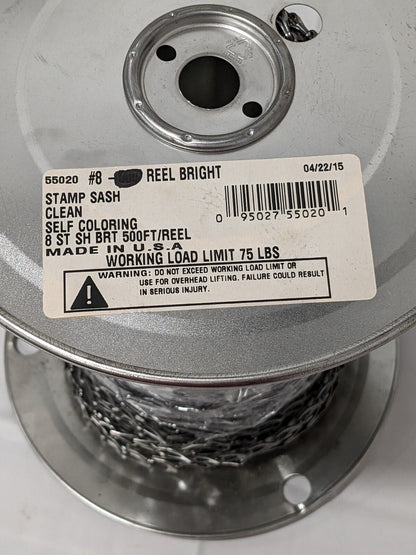 55020 #8 REEL BRIGHT 04/22/15
STAMP SASH
CLEAN
SELF COLORING
8 ST SH BRT 500FT/REEL
MADE IN U.S.A
0 95027 55020 1
WORKING LOAD LIMIT 75 LBS
WARNING: DO NOT EXCEED WORKING LOAD LIMIT OR
USE FOR OVERHEAD LIFTING. FAILURE COULD RESULT
IN SERIOUS INJURY.